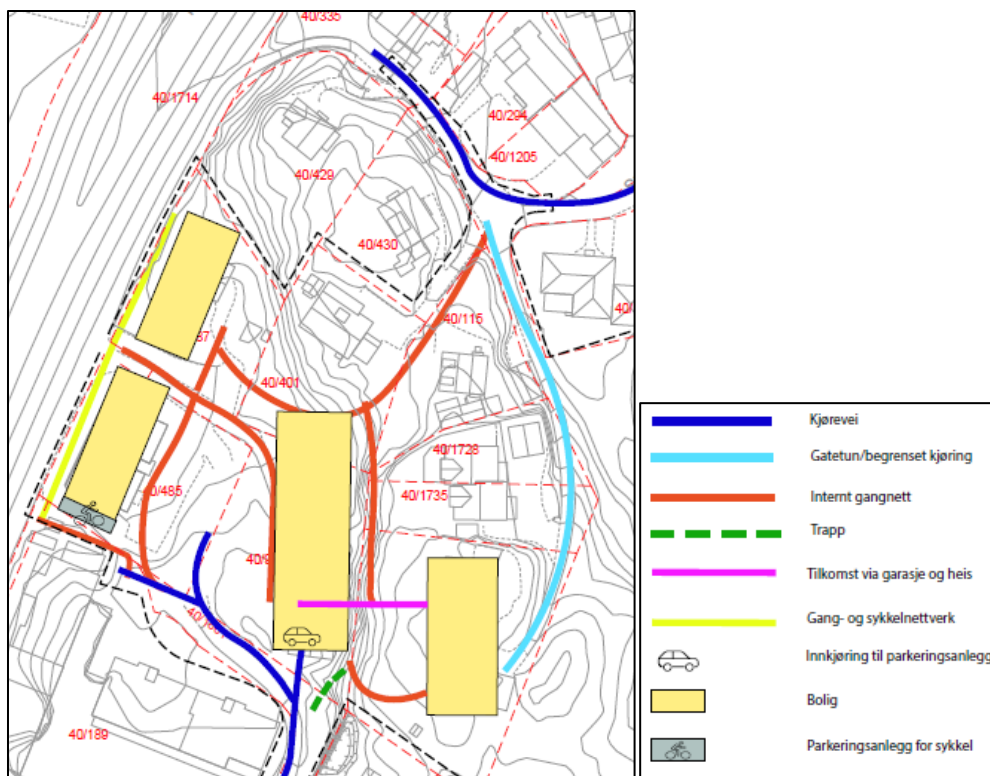 40/335
40/1714
40/294
40/1205
40/429
40/430
40/115
40/401
40/1728
40/1735
40/485
40/189
Kjørevei
Gatetun/begrenset kjøring
Internt gangnett
Trapp
Tilkomst via garasje og heis
Gang- og sykkelnettverk
Innkjøring til parkeringsanlegg
Bolig
Parkeringsanlegg for sykkel